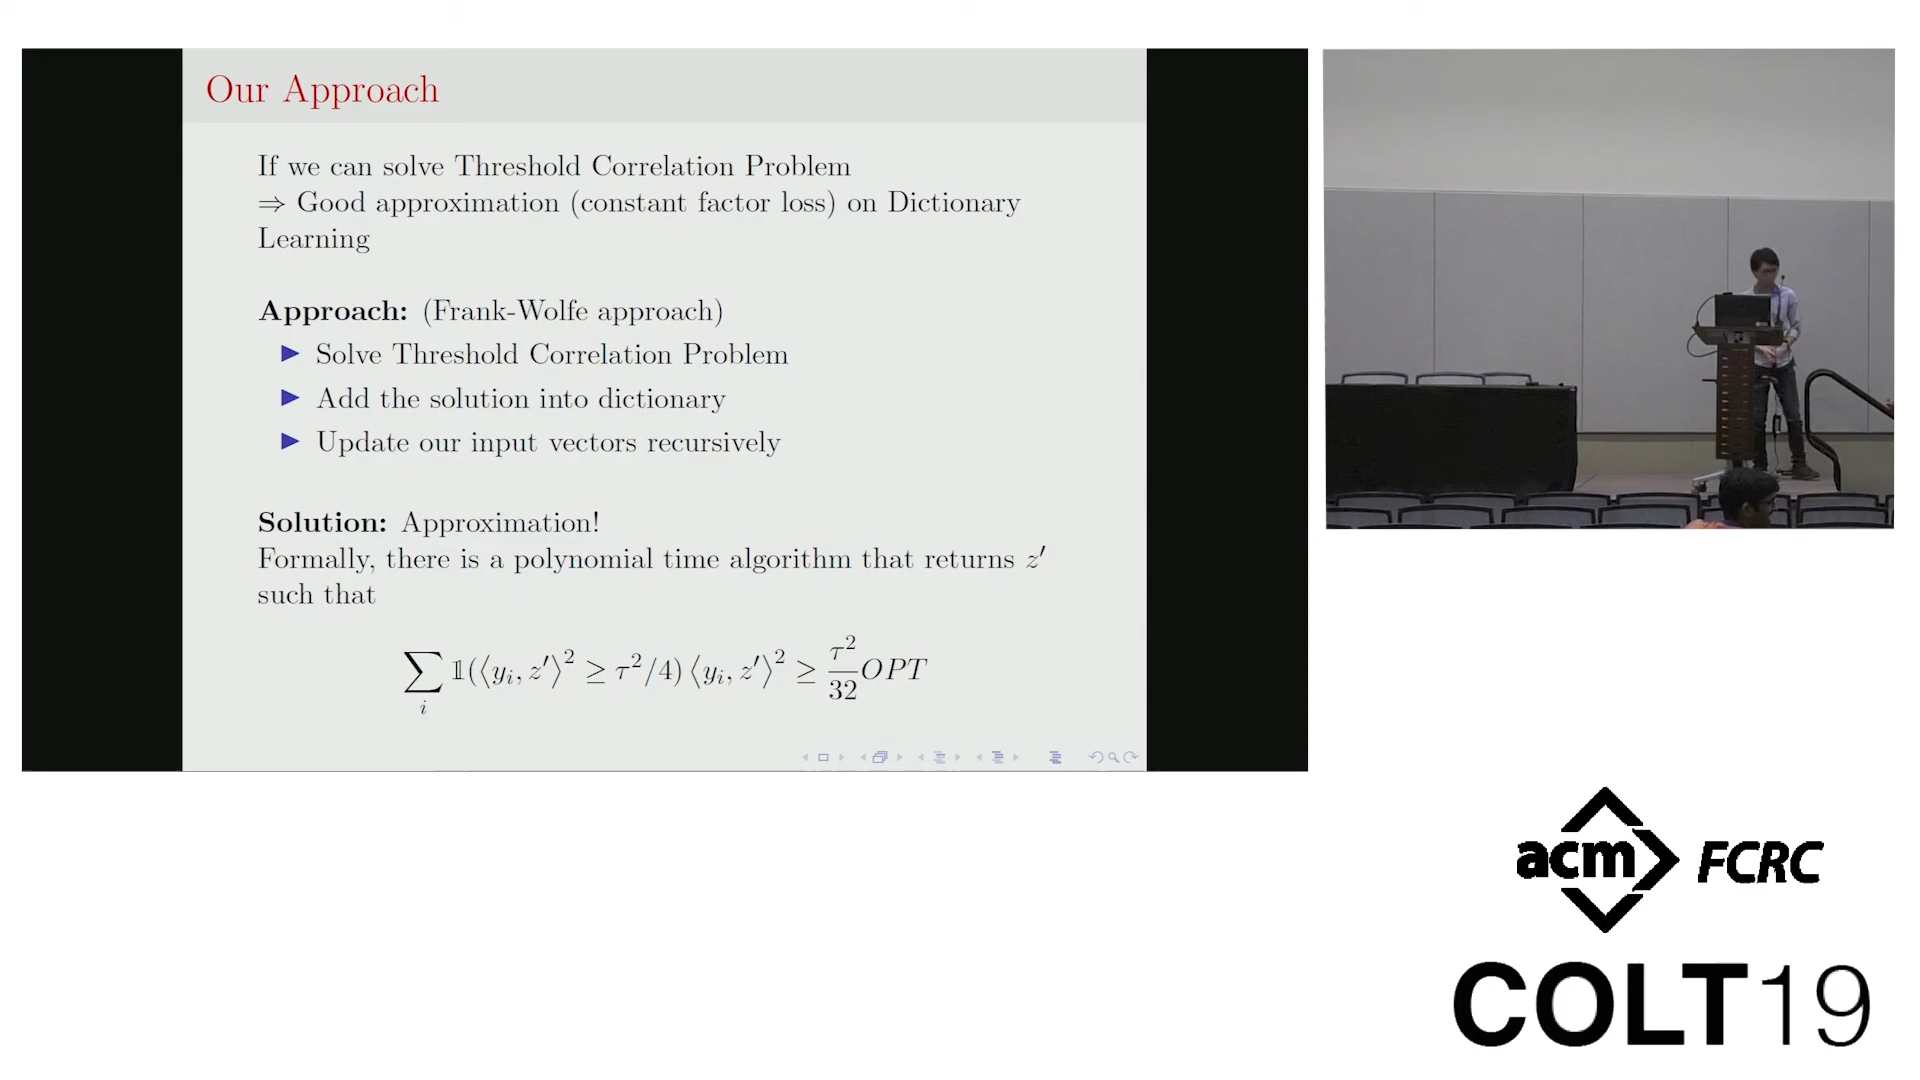 Our Approach
If we can solve Threshold Correlation Problem
⇒ Good approximation (constant factor loss) on Dictionary
Learning
Approach: (Frank-Wolfe approach)
▶ Solve Threshold Correlation Problem
▶ Add the solution into dictionary
▶ Update our input vectors recursively
Solution: Approximation!
Formally, there is a polynomial time algorithm that returns z′
such that
∑_i 𝟙(⟨y_i, z′⟩² ≥ τ²/4) ⟨y_i, z′⟩² ≥ τ²/32 OPT
acm FCRC
COLT19